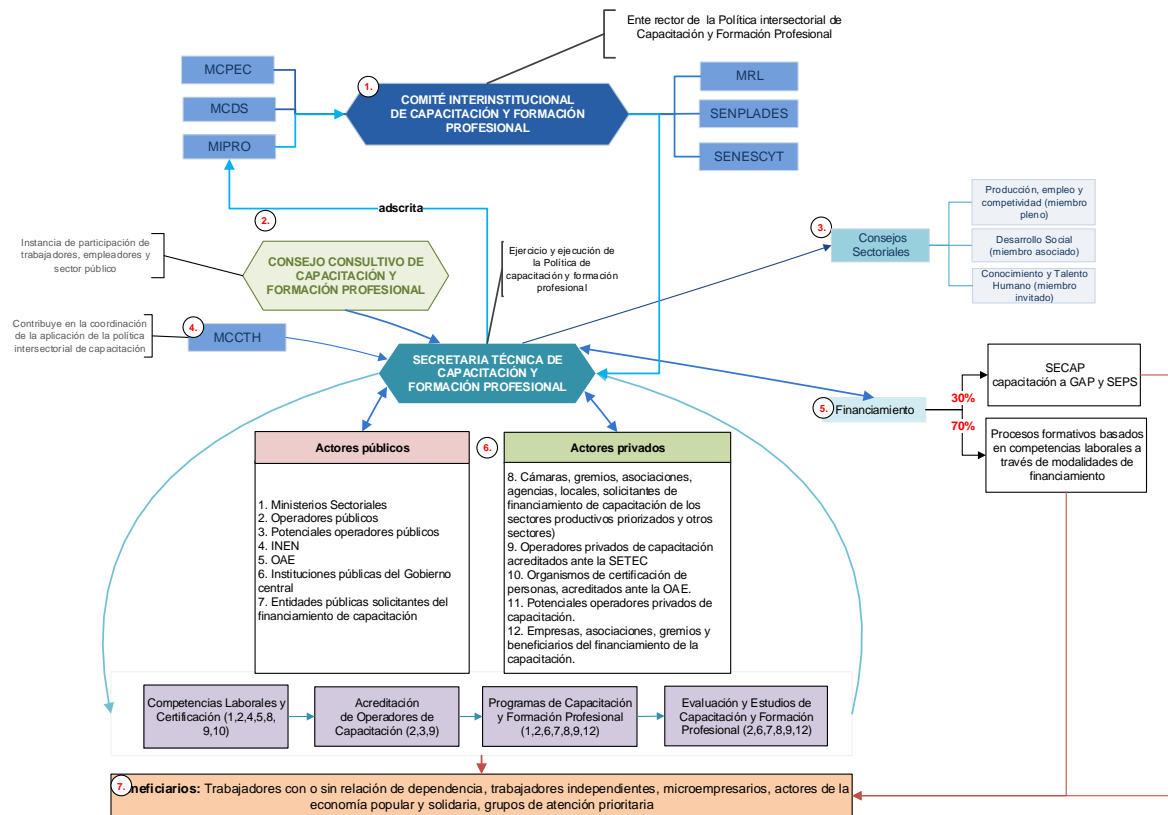 Ente rector de la Política intersectorial de
Capacitación y Formación Profesional
MCPEC
MCDS
MIPRO
1.
COMITÉ INTERINSTITUCIONAL
DE CAPACITACIÓN Y FORMACIÓN
PROFESIONAL
MRL
SENPLADES
SENESCYT
adscrita
2.
Instancia de participación de
trabajadores, empleadores y
sector público
CONSEJO CONSULTIVO DE
CAPACITACIÓN Y
FORMACIÓN PROFESIONAL
Ejercicio y ejecución de
la Política de
capacitación y formación
profesional
3.
Consejos
Sectoriales
Producción, empleo y
competividad (miembro
pleno)
Desarrollo Social
(miembro asociado)
Conocimiento y Talento
Humano (miembro
invitado)
Contribuye en la coordinación
de la aplicación de la política
intersectorial de capacitación
4.
MCCTH
SECRETARIA TÉCNICA DE
CAPACITACIÓN Y
FORMACIÓN PROFESIONAL
5.
Financiamiento
30%
70%
SECAP
capacitación a GAP y SEPS
Procesos formativos basados
en competencias laborales a
través de modalidades de
financiamiento
Actores públicos
1. Ministerios Sectoriales
2. Operadores públicos
3. Potenciales operadores públicos
4. INEN
5. OAE
6. Instituciones públicas del Gobierno
central
7. Entidades públicas solicitantes del
financiamiento de capacitación
6.
Actores privados
8. Cámaras, gremios, asociaciones,
agencias, locales, solicitantes de
financiamiento de capacitación de los
sectores productivos priorizados y otros
sectores)
9. Operadores privados de capacitación
acreditados ante la SETEC
10. Organismos de certificación de
personas, acreditados ante la OAE.
11. Potenciales operadores privados de
capacitación.
12. Empresas, asociaciones, gremios y
beneficiarios del financiamiento de la
capacitación.
Competencias Laborales y
Certificación (1,2,4,5,8,
9,10)
Acreditación
de Operadores de
Capacitación (2,3,9)
Programas de Capacitación
y Formación Profesional
(1,2,6,7,8,9,12)
Evaluación y Estudios de
Capacitación y Formación
Profesional (2,6,7,8,9,12)
7.
neficiarios: Trabajadores con o sin relación de dependencia, trabajadores independientes, microempresarios, actores de la
economía popular y solidaria, grupos de atención prioritaria